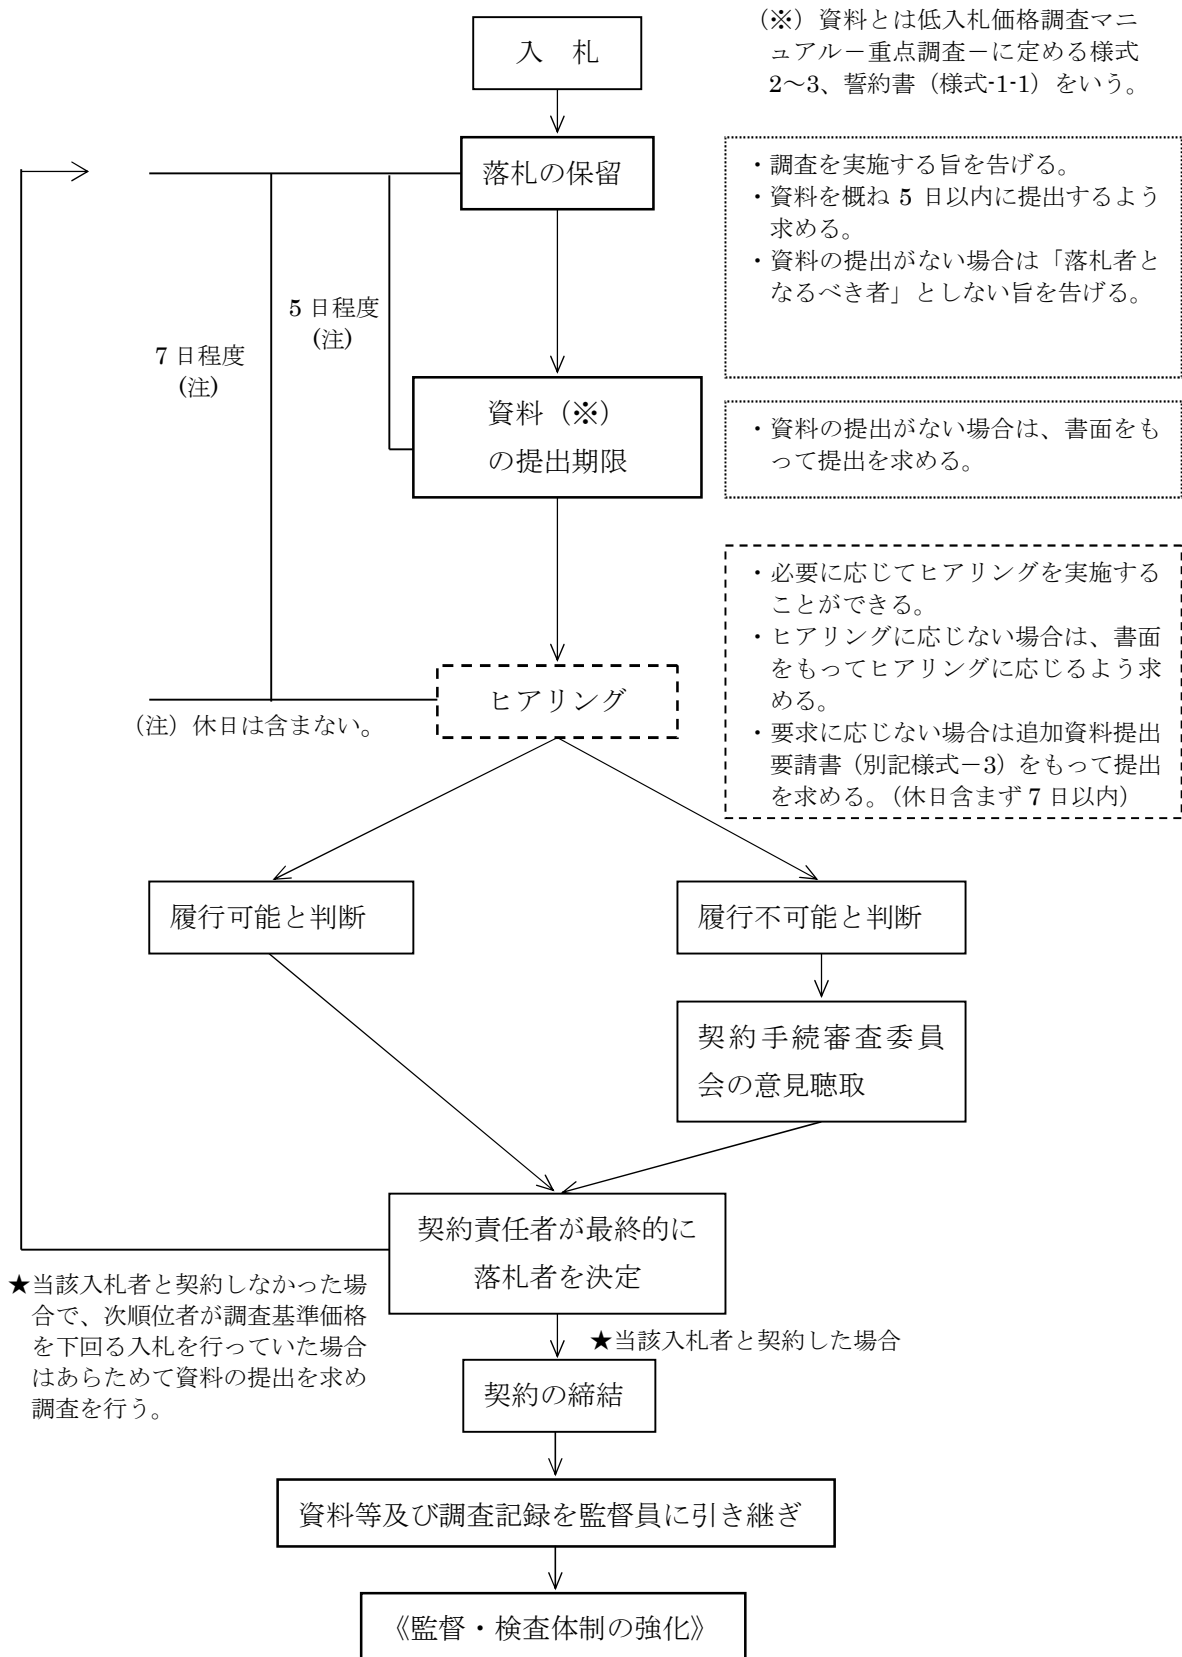 入　札
（※）資料とは低入札価格調査マニ
ュアル－重点調査－に定める様式
2～3、誓約書（様式-1-1）をいう。
落札の保留
・調査を実施する旨を告げる。
・資料を概ね 5 日以内に提出するよう
求める。
・資料の提出がない場合は「落札者と
なるべき者」としない旨を告げる。
5 日程度
(注)
7 日程度
(注)
資料（※）
の提出期限
・資料の提出がない場合は、書面をも
って提出を求める。
・必要に応じてヒアリングを実施する
ことができる。
・ヒアリングに応じない場合は、書面
をもってヒアリングに応じるよう求
める。
・要求に応じない場合は追加資料提出
要請書（別記様式－3）をもって提出
を求める。（休日含まず 7 日以内）
ヒアリング
（注）休日は含まない。
履行可能と判断
履行不可能と判断
契約手続審査委員
会の意見聴取
契約責任者が最終的に
落札者を決定
★当該入札者と契約しなかった場
合で、次順位者が調査基準価格
を下回る入札を行っていた場合
はあらためて資料の提出を求め
調査を行う。
★当該入札者と契約した場合
契約の締結
資料等及び調査記録を監督員に引き継ぎ
《監督・検査体制の強化》